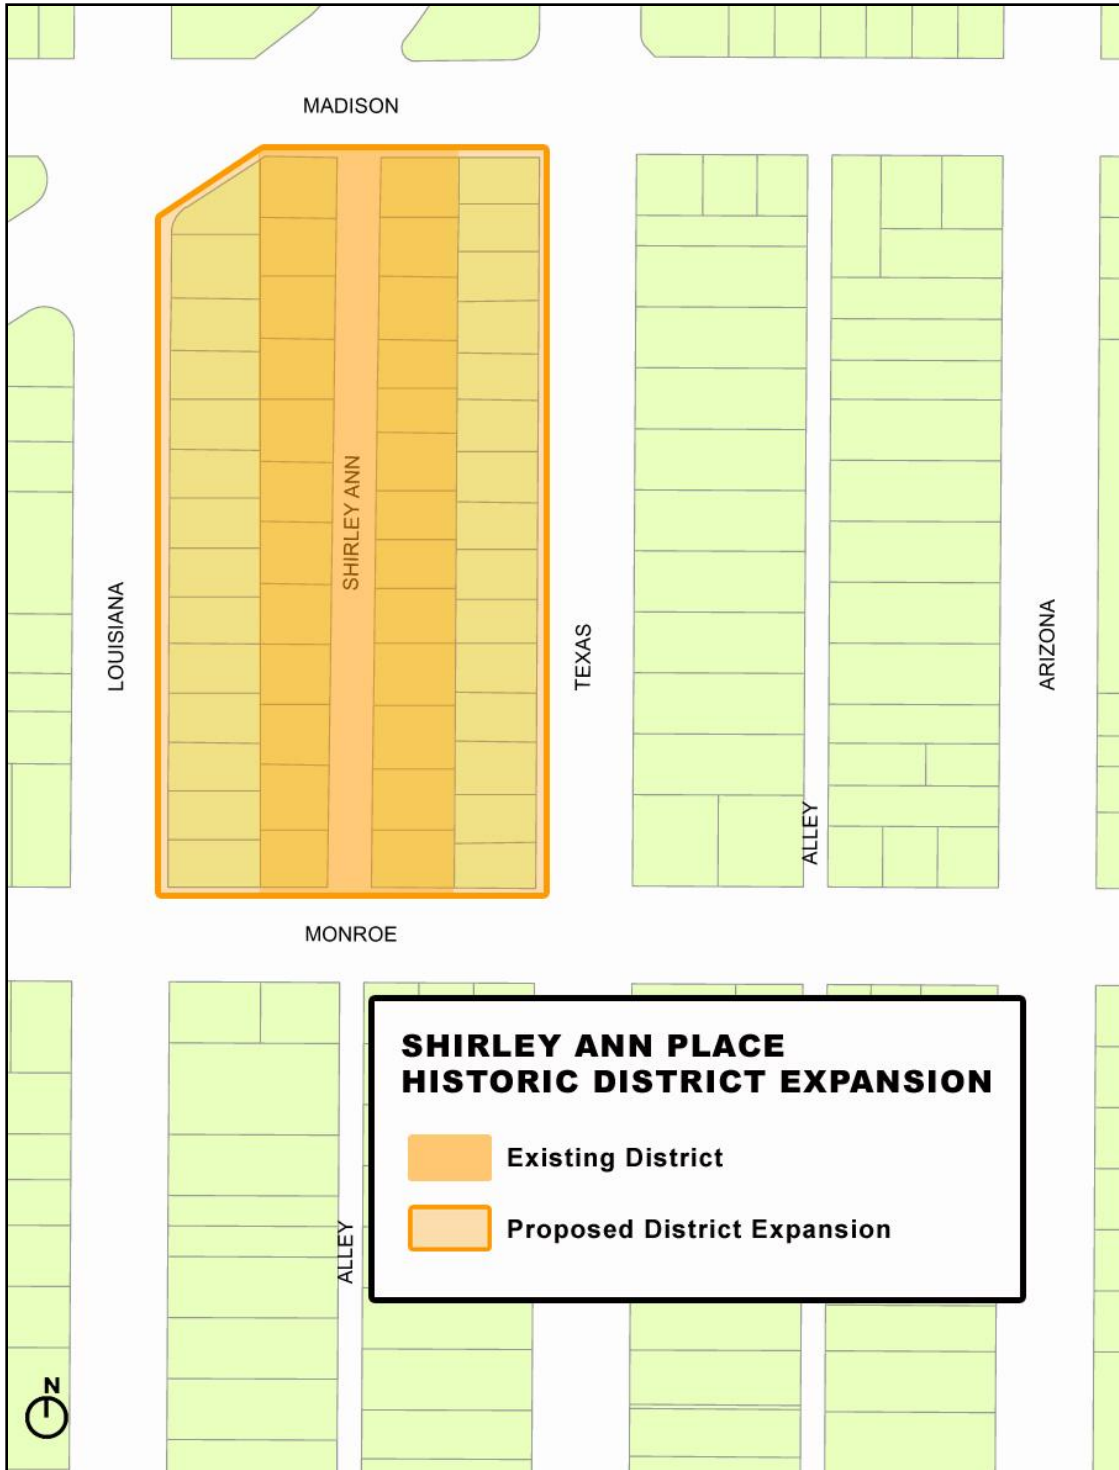 MADISON
SHIRLEY ANN
LOUISIANA
TEXAS
ARIZONA
ALLEY
MONROE
SHIRLEY ANN PLACE
HISTORIC DISTRICT EXPANSION
Existing District
Proposed District Expansion
ALLEY
N